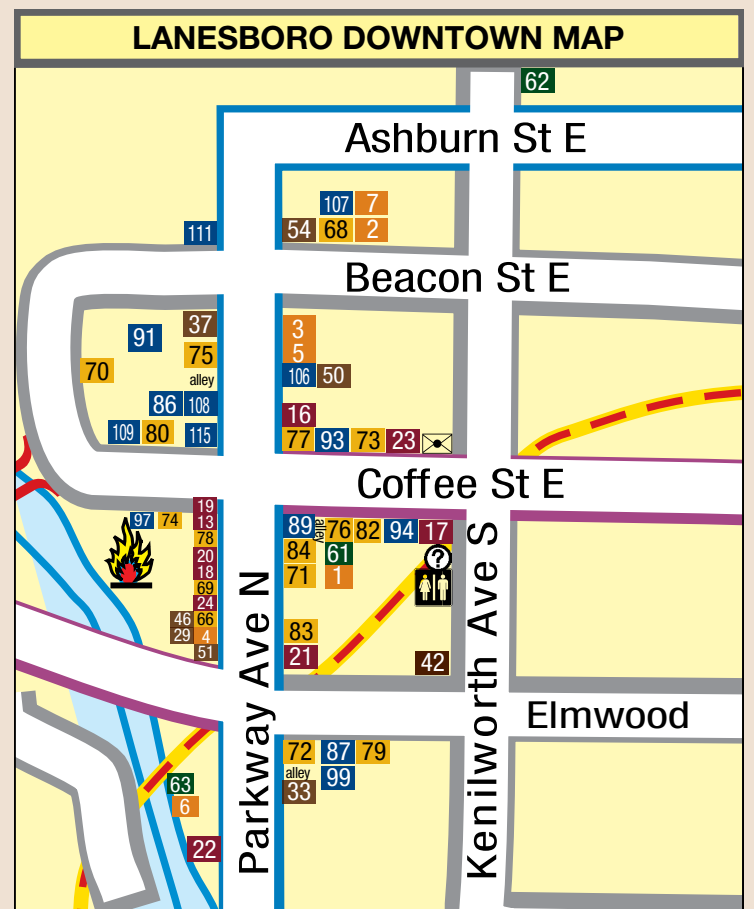 LANESBORO DOWNTOWN MAP
62
Ashburn St E
107 7
111 54 68 2
Beacon St E
37 3
91 75 5
70 alley 106 50
86 108 16
109 80 115 77 93 73 23
Coffee St E
19
97 74 13 89 alley 76 82 94 17
78
20 84 61 ?
18 71 1
69
24
46 66 83
29 4
51 21 42
Parkway Ave N
Kenilworth Ave S
Elmwood
72 87 79
alley 99
63 33
6
22